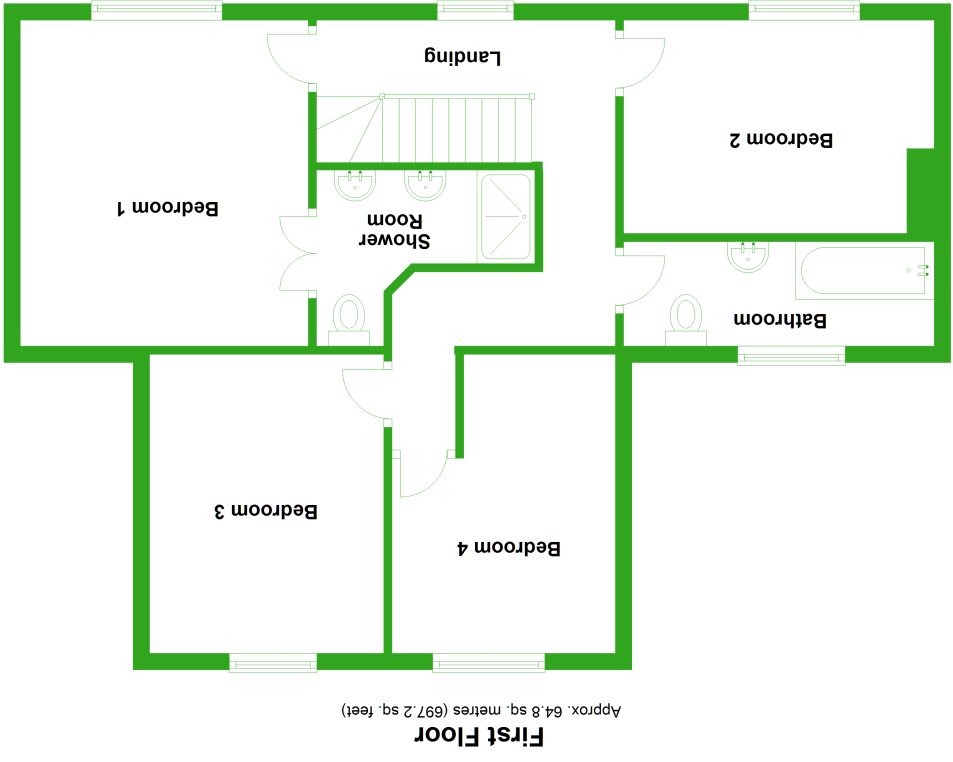 First Floor
Approx. 64.8 sq. metres (697.2 sq. feet)
Bedroom 4
Bedroom 3
Bathroom
Shower
Room
Bedroom 1
Bedroom 2
Landing